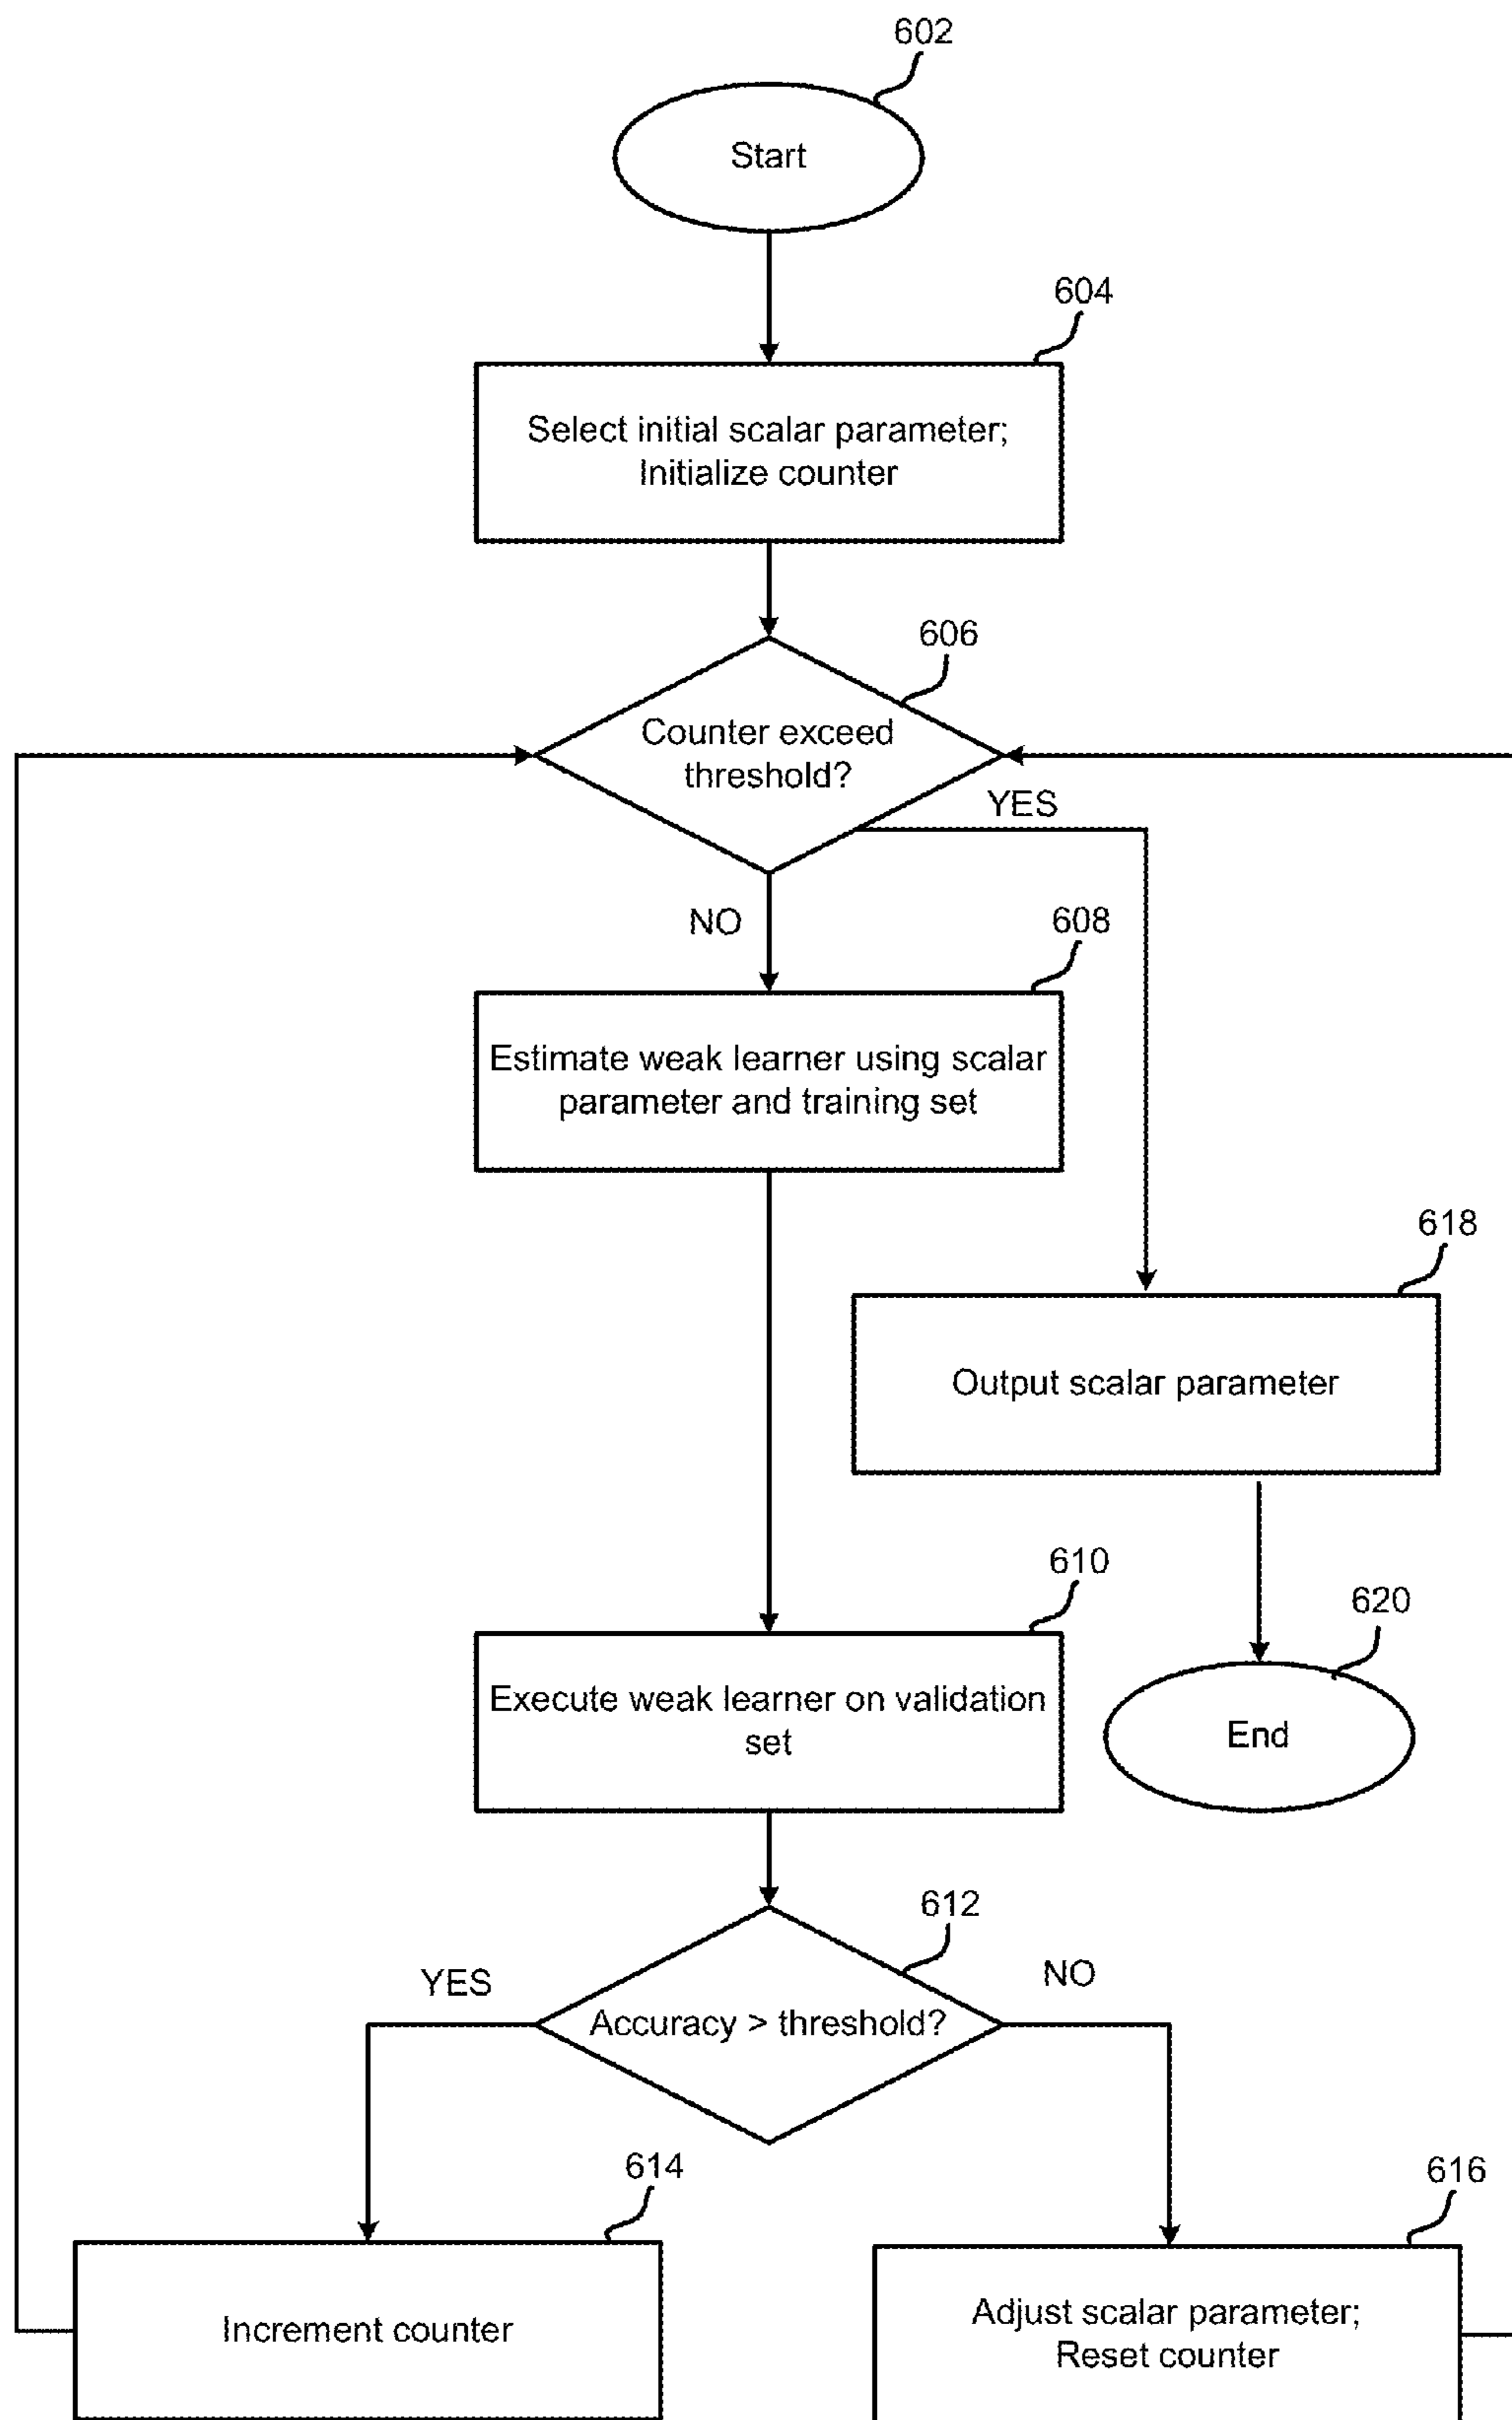 602
Start
604
Select initial scalar parameter;
Initialize counter
606
Counter exceed
threshold?
YES
NO
608
Estimate weak learner using scalar
parameter and training set
618
Output scalar parameter
610
620
Execute weak learner on validation
set
End
612
YES
NO
Accuracy > threshold?
614
616
Increment counter
Adjust scalar parameter;
Reset counter